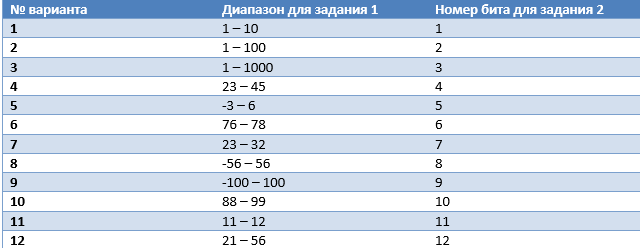 № варианта Диапазон для задания 1 Номер бита для задания 2
1 1 – 10 1
2 1 – 100 2
3 1 – 1000 3
4 23 – 45 4
5 -3 – 6 5
6 76 – 78 6
7 23 – 32 7
8 -56 – 56 8
9 -100 – 100 9
10 88 – 99 10
11 11 – 12 11
12 21 – 56 12